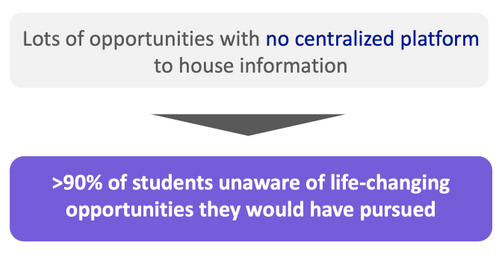 Lots of opportunities with no centralized platform
to house information
>90% of students unaware of life-changing
opportunities they would have pursued